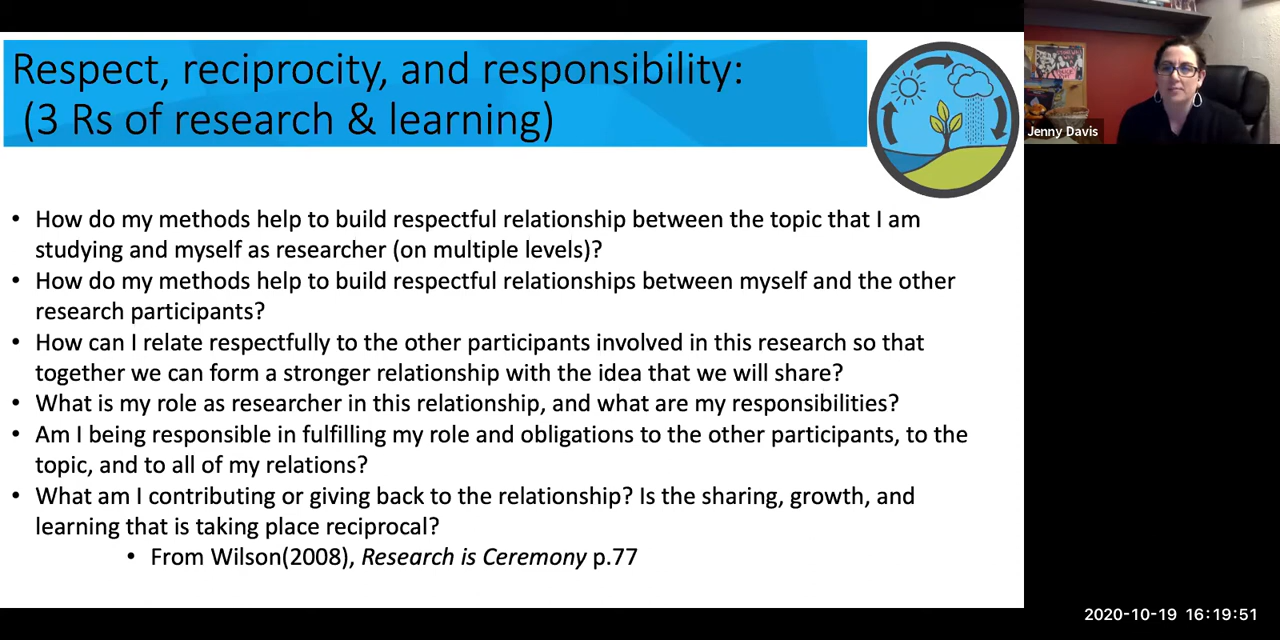 Respect, reciprocity, and responsibility:
(3 Rs of research & learning)
• How do my methods help to build respectful relationship between the topic that I am
studying and myself as researcher (on multiple levels)?
• How do my methods help to build respectful relationships between myself and the other
research participants?
• How can I relate respectfully to the other participants involved in this research so that
together we can form a stronger relationship with the idea that we will share?
• What is my role as researcher in this relationship, and what are my responsibilities?
• Am I being responsible in fulfilling my role and obligations to the other participants, to the
topic, and to all of my relations?
• What am I contributing or giving back to the relationship? Is the sharing, growth, and
learning that is taking place reciprocal?
• From Wilson(2008), Research is Ceremony p.77
Jenny Davis
2020-10-19 16:19:51